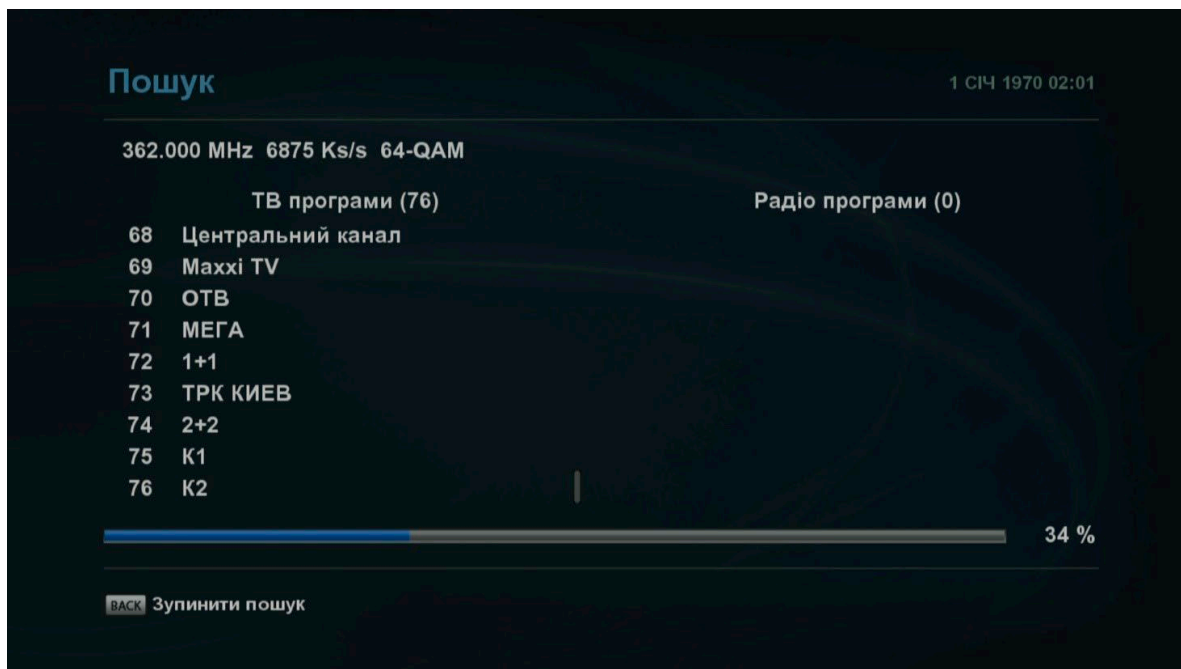 Пошук
1 СІЧ 1970 02:01
362.000 MHz 6875 Ks/s 64-QAM
ТВ програми (76)
Радіо програми (0)
68 Центральний канал
69 Maxxi TV
70 ОТВ
71 МЕГА
72 1+1
73 ТРК КИЕВ
74 2+2
75 К1
76 К2
34 %
BACK Зупинити пошук